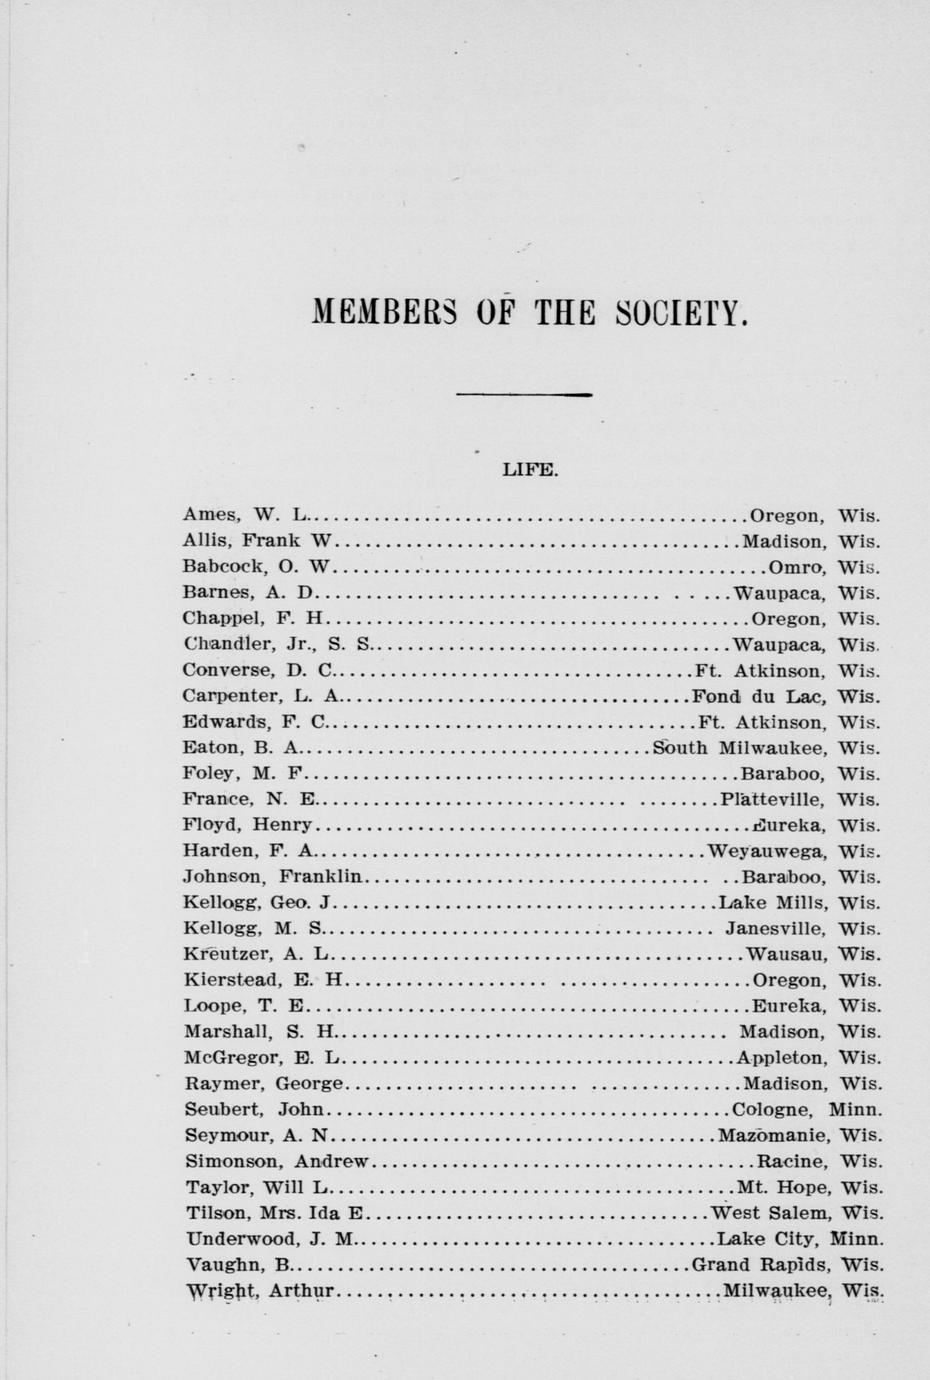 MEMBERS OF THE SOCIETY.
LIFE.
Ames, W. L. Oregon, Wis.
Allis, Frank W. Madison, Wis.
Babcock, O. W. Omro, Wis.
Barnes, A. D. Waupaca, Wis.
Chappel, F. H. Oregon, Wis.
Chandler, Jr., S. S. Waupaca, Wis.
Converse, D. C. Ft. Atkinson, Wis.
Carpenter, L. A. Fond du Lac, Wis.
Edwards, F. C. Ft. Atkinson, Wis.
Eaton, B. A. South Milwaukee, Wis.
Foley, M. F. Baraboo, Wis.
France, N. E. Platteville, Wis.
Floyd, Henry Eureka, Wis.
Harden, F. A. Weyauwega, Wis.
Johnson, Franklin Baraboo, Wis.
Kellogg, Geo. J. Lake Mills, Wis.
Kellogg, M. S. Janesville, Wis.
Kreutzer, A. L. Wausau, Wis.
Kierstead, E. H. Oregon, Wis.
Loope, T. E. Eureka, Wis.
Marshall, S. H. Madison, Wis.
McGregor, E. L. Appleton, Wis.
Raymer, George Madison, Wis.
Seubert, John Cologne, Minn.
Seymour, A. N. Mazomanie, Wis.
Simonson, Andrew Racine, Wis.
Taylor, Will L. Mt. Hope, Wis.
Tilson, Mrs. Ida E. West Salem, Wis.
Underwood, J. M. Lake City, Minn.
Vaughn, B. Grand Rapids, Wis.
Wright, Arthur Milwaukee, Wis.